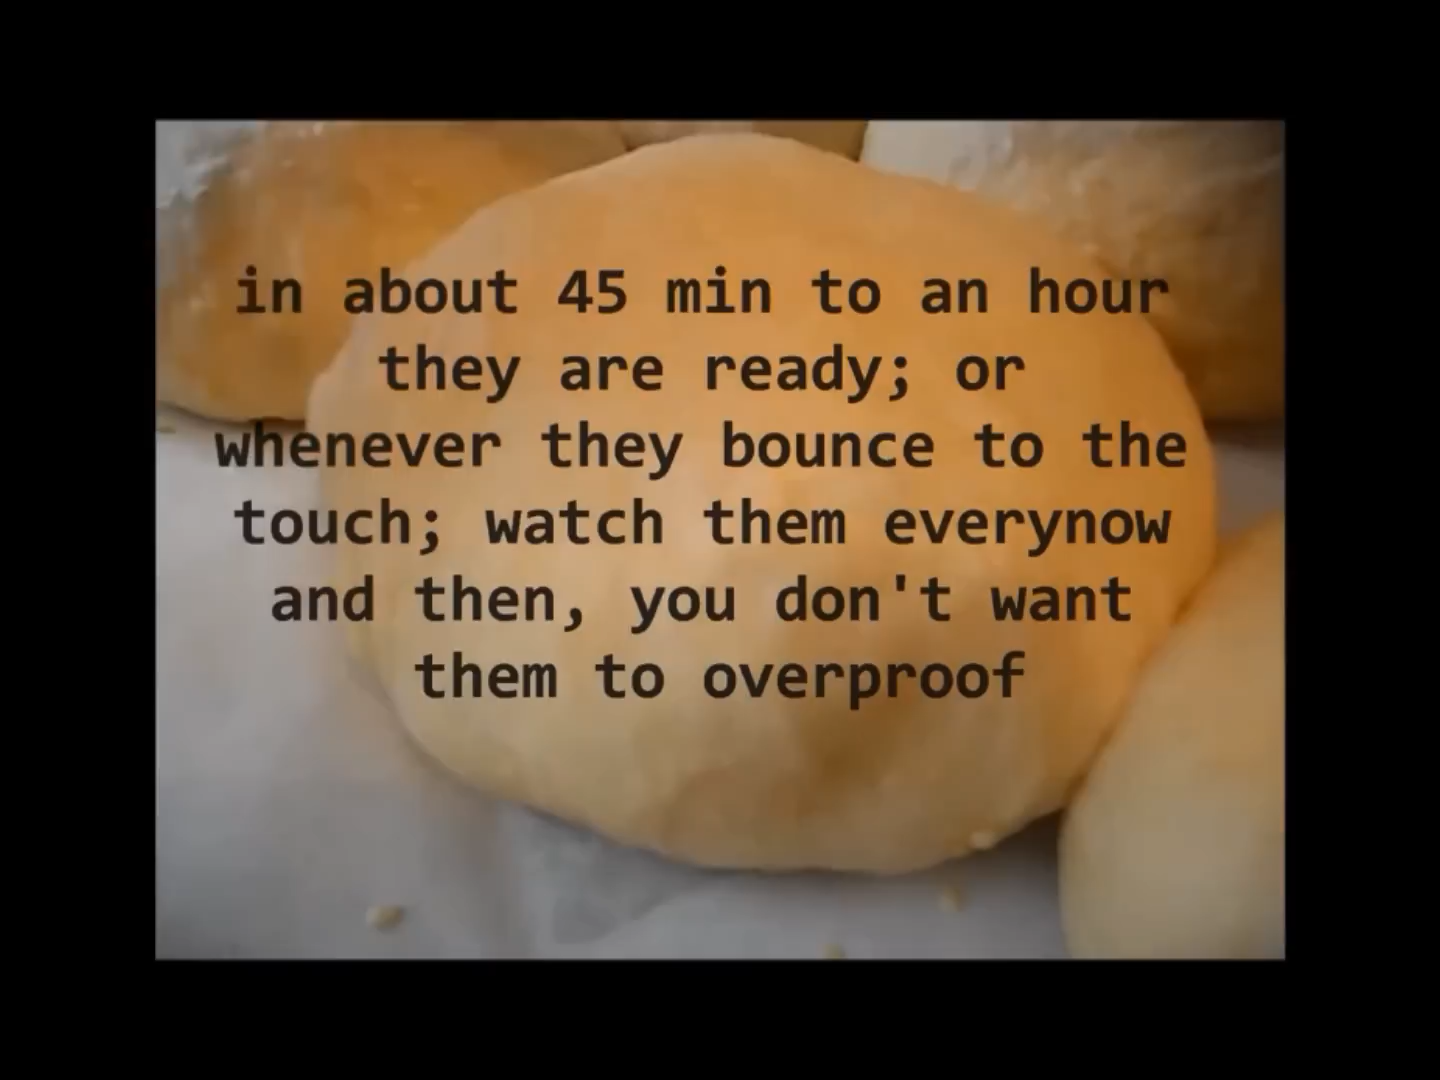 in about 45 min to an hour
they are ready; or
whenever they bounce to the
touch; watch them everynow
and then, you don't want
them to overproof